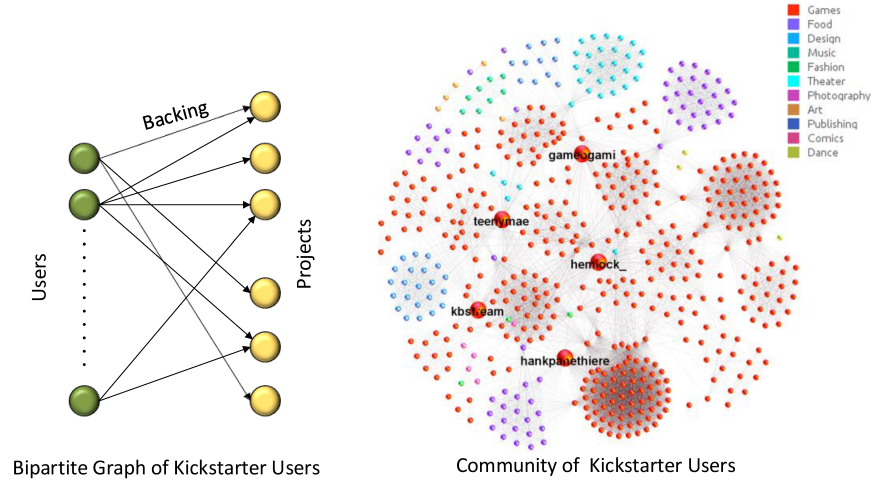 Backing
Users
Projects
Bipartite Graph of Kickstarter Users
Games
Food
Design
Music
Fashion
Theater
Photography
Art
Publishing
Comics
Dance
gameogami
teenymae
hemlock_
kbstream
hankpanethiere
Community of Kickstarter Users